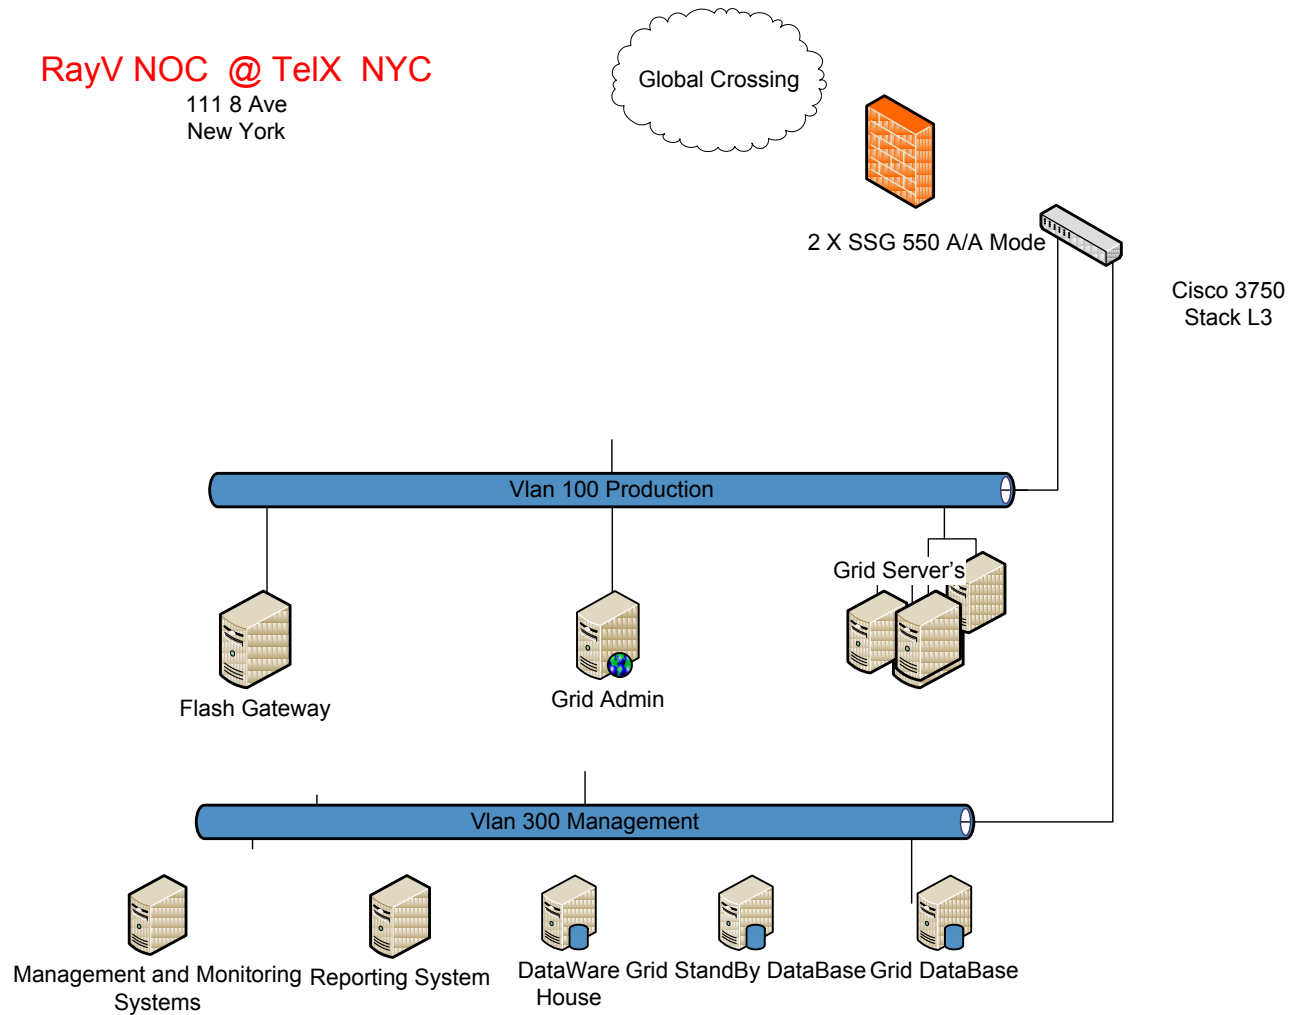 RayV NOC @ TelX NYC
111 8 Ave
New York
Global Crossing
2 X SSG 550 A/A Mode
Cisco 3750
Stack L3
Vlan 100 Production
Grid Server's
Flash Gateway
Grid Admin
Vlan 300 Management
Management and Monitoring
Systems
Reporting System
DataWare
House
Grid StandBy DataBase
Grid DataBase